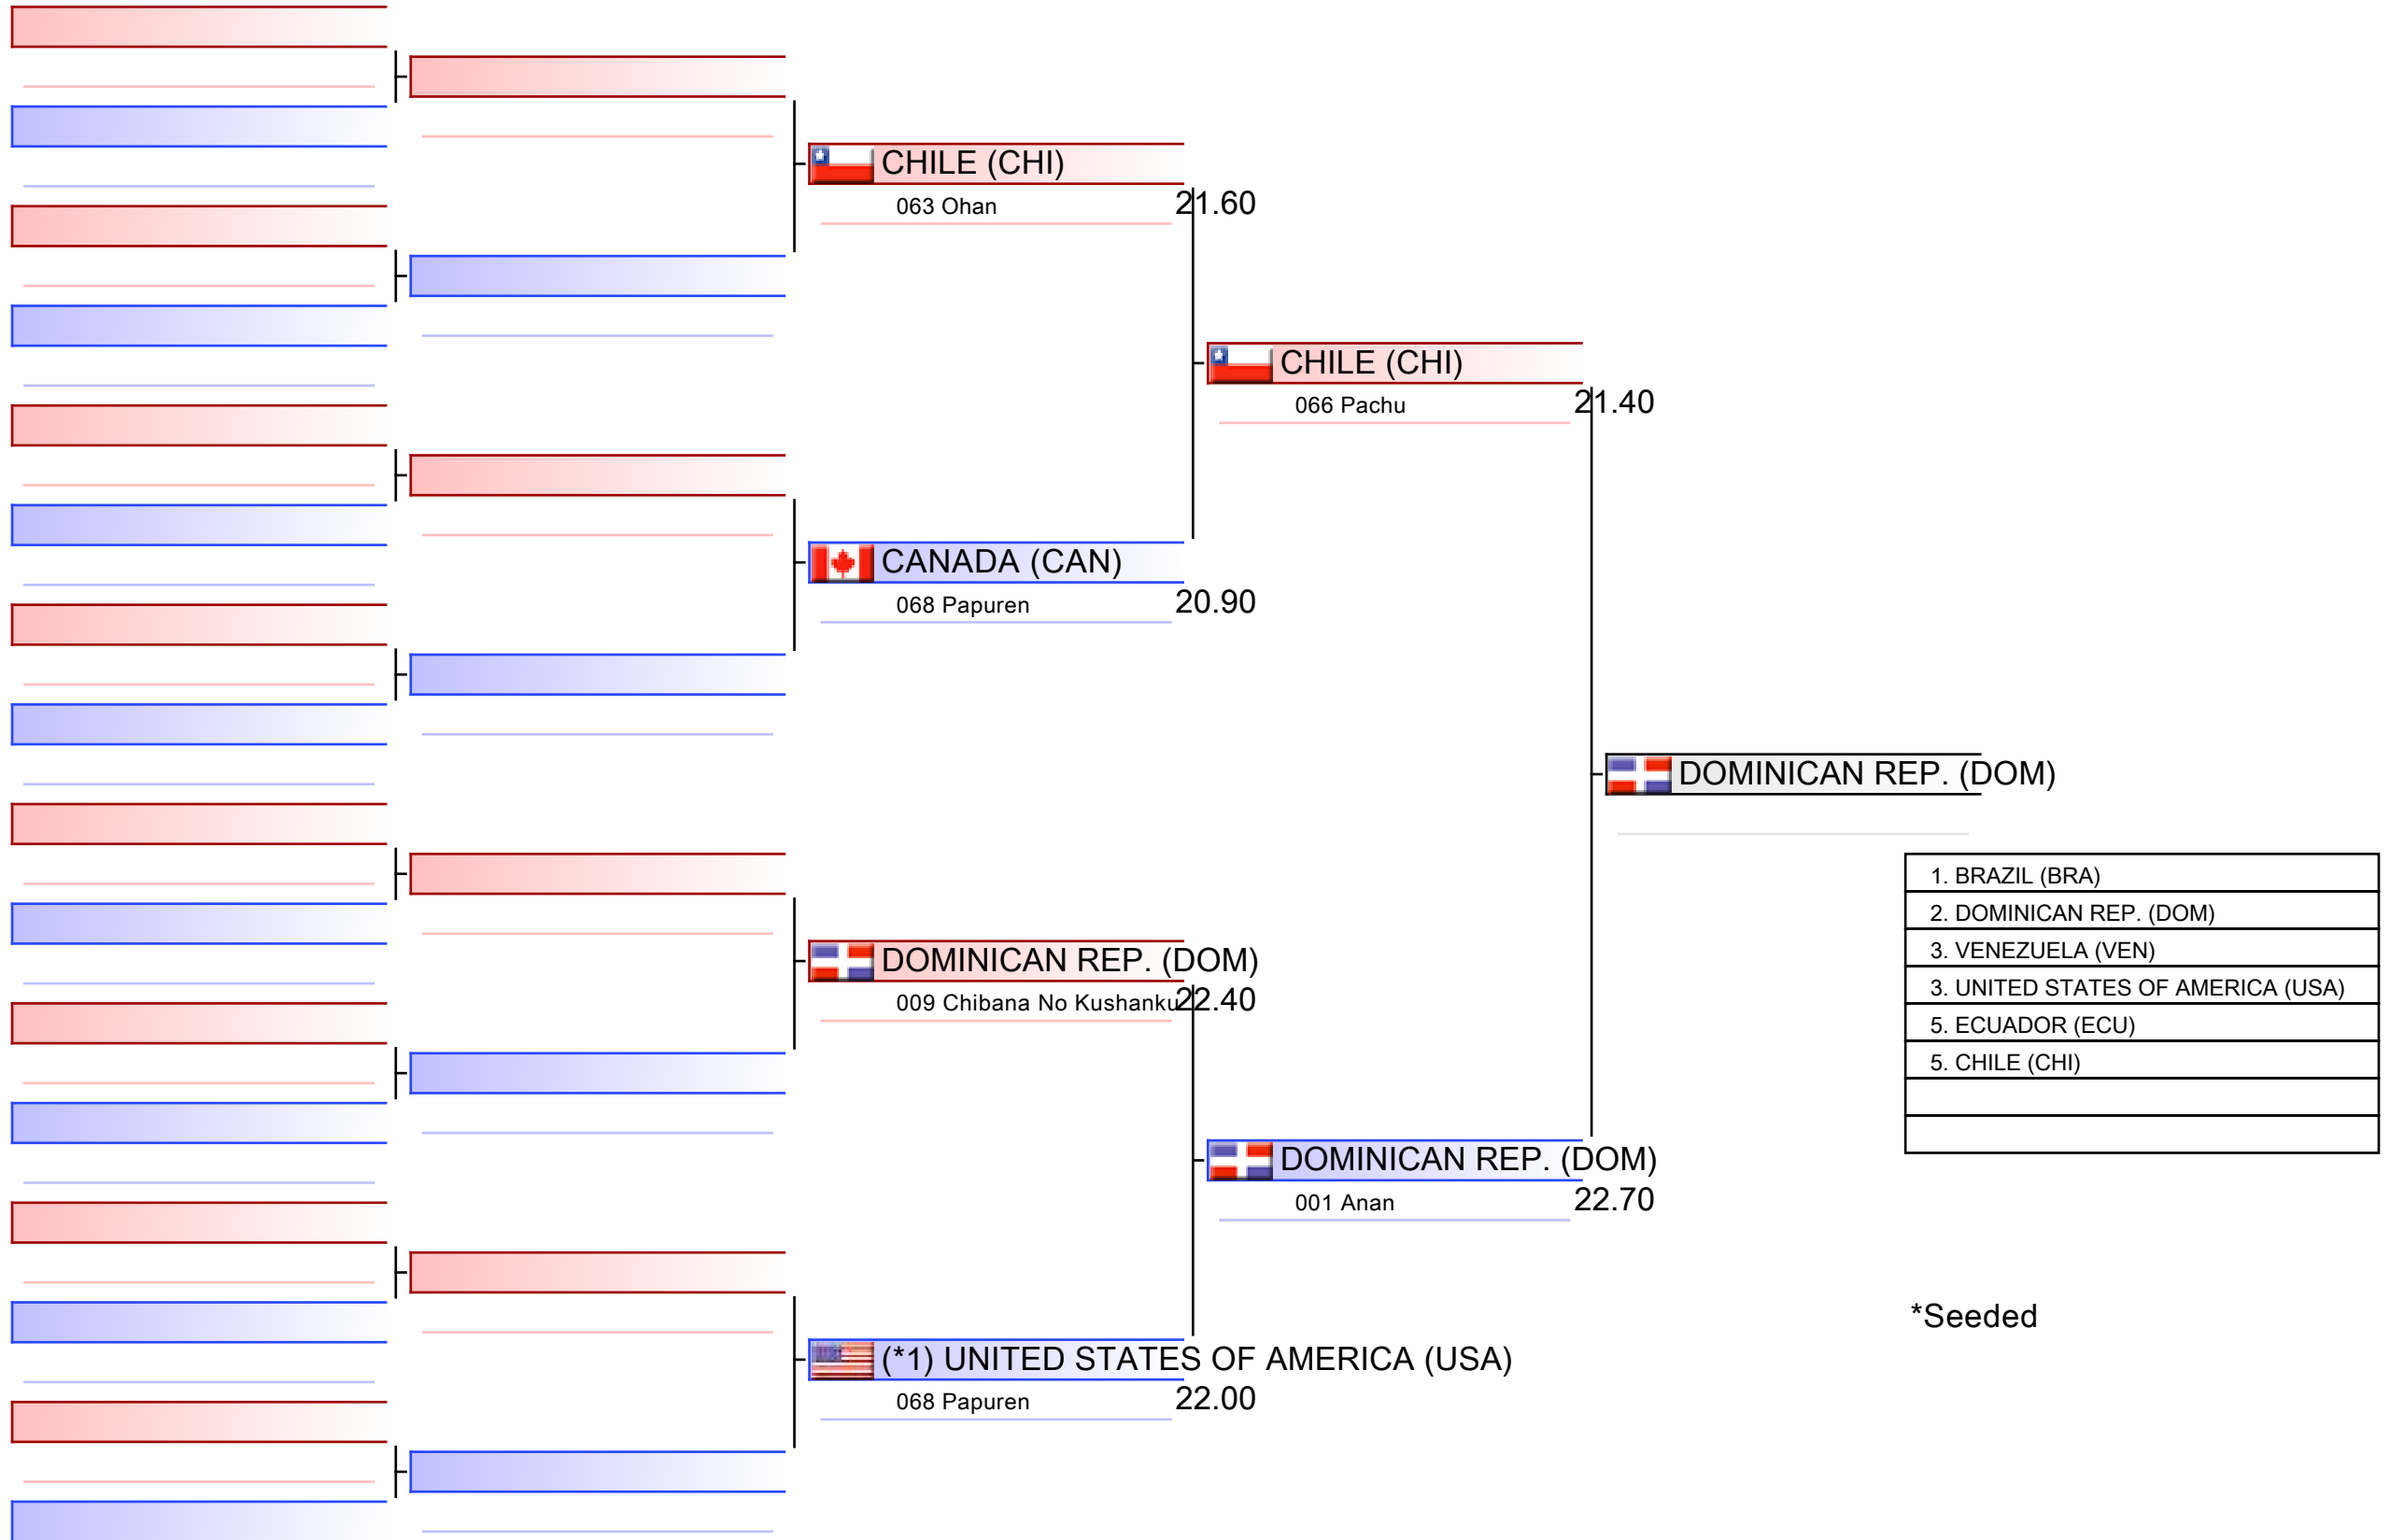 CHILE (CHI)
063 Ohan
21.60
CHILE (CHI)
066 Pachu
21.40
CANADA (CAN)
068 Papuren
20.90
DOMINICAN REP. (DOM)
1. BRAZIL (BRA)
2. DOMINICAN REP. (DOM)
3. VENEZUELA (VEN)
3. UNITED STATES OF AMERICA (USA)
5. ECUADOR (ECU)
5. CHILE (CHI)
DOMINICAN REP. (DOM)
009 Chibana No Kushanku
22.40
DOMINICAN REP. (DOM)
001 Anan
22.70
*Seeded
(*1) UNITED STATES OF AMERICA (USA)
068 Papuren
22.00